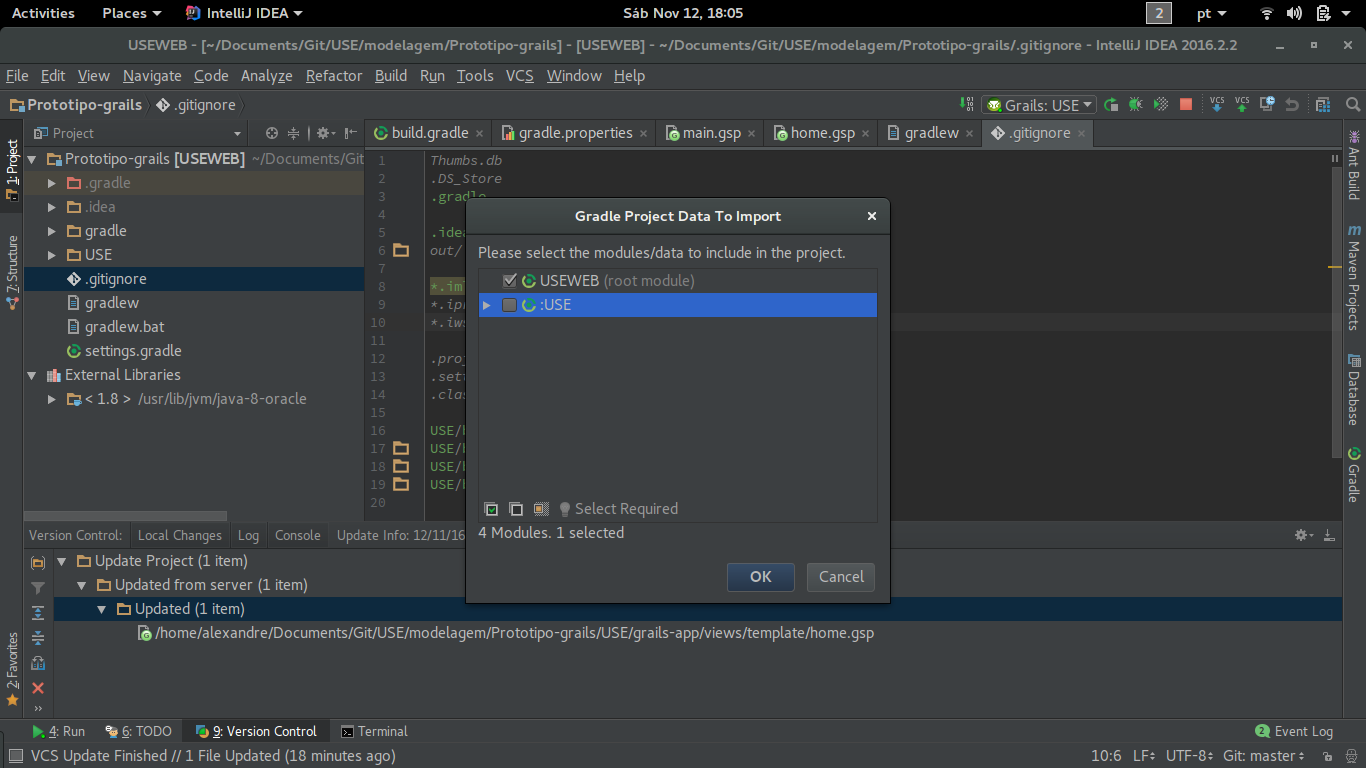 Activities Places IntelliJ IDEA Sáb Nov 12, 18:05 2 pt
USEWEB - [~/Documents/Git/USE/modelagem/Prototipo-grails] - [USEWEB] - ~/Documents/Git/USE/modelagem/Prototipo-grails/.gitignore - IntelliJ IDEA 2016.2.2
File Edit View Navigate Code Analyze Refactor Build Run Tools VCS Window Help
Prototipo-grails .gitignore Grails: USE VCS VCS
1: Project
7: Structure
2: Favorites
Project
Prototipo-grails [USEWEB] ~/Documents/Git
.gradle
.idea
gradle
USE
.gitignore
gradlew
gradlew.bat
settings.gradle
External Libraries
< 1.8 > /usr/lib/jvm/java-8-oracle
build.gradle gradle.properties main.gsp home.gsp gradlew .gitignore
1 Thumbs.db
2 .DS_Store
3 .gradle
4
5 .idea
6 out/
7
8 *.im
9 *.ip
10 *.iws
11
12 .proj
13 .set
14 .clas
15
16 USE/
17 USE/
18 USE/
19 USE/
20
Gradle Project Data To Import
Please select the modules/data to include in the project.
USEWEB (root module)
:USE
Select Required
4 Modules. 1 selected
OK Cancel
Ant Build
Maven Projects
Database
Gradle
Version Control: Local Changes Log Console Update Info: 12/11/16
Update Project (1 item)
Updated from server (1 item)
Updated (1 item)
/home/alexandre/Documents/Git/USE/modelagem/Prototipo-grails/USE/grails-app/views/template/home.gsp
4: Run 6: TODO 9: Version Control Terminal 2 Event Log
VCS Update Finished // 1 File Updated (18 minutes ago) 10:6 LF UTF-8 Git: master